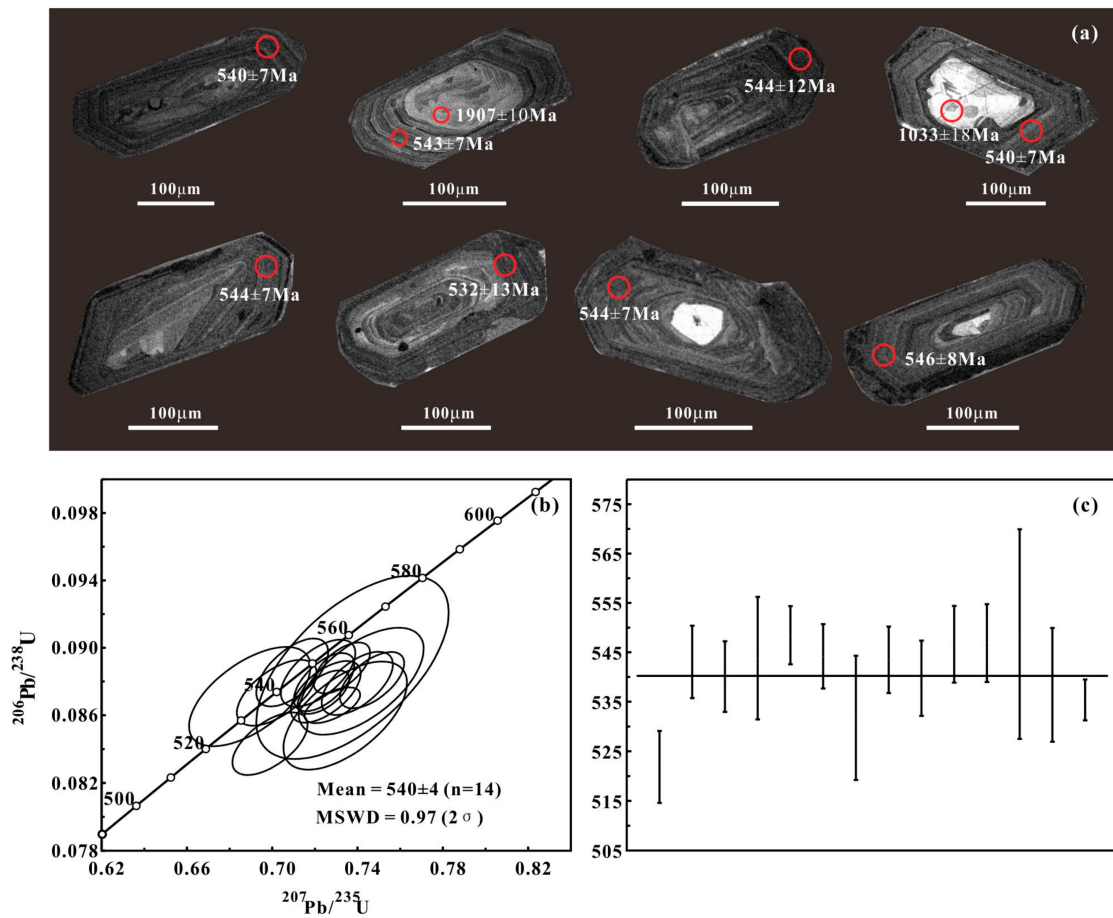 (a)
540±7Ma
1907±10Ma
543±7Ma
544±12Ma
1033±18Ma
540±7Ma
100μm
100μm
100μm
100μm
544±7Ma
532±13Ma
544±7Ma
546±8Ma
100μm
100μm
100μm
100μm
(b)
206Pb/238U
0.098
0.094
0.090
0.086
0.082
0.078
600
580
560
540
520
500
Mean = 540±4 (n=14)
MSWD = 0.97 (2σ)
0.62
0.66
0.70
0.74
0.78
0.82
207Pb/235U
(c)
575
565
555
545
535
525
515
505